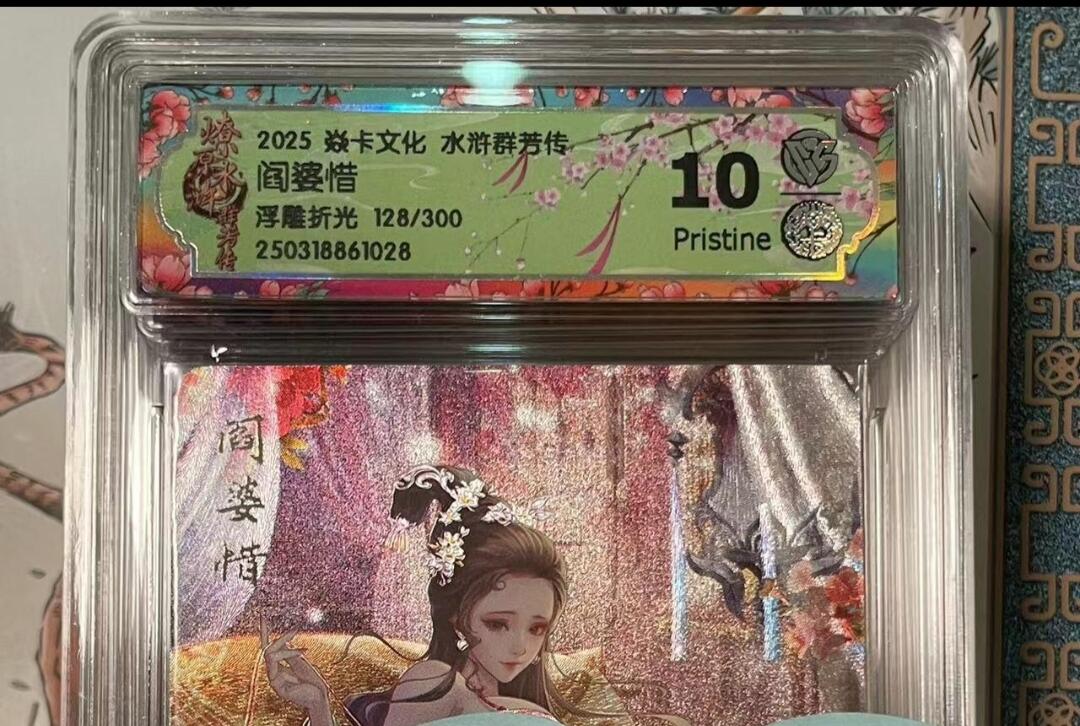 2025 焱卡文化 水浒群芳传
阎婆惜
浮雕折光 128/300
250318861028
10
Pristine
阎
婆
惜